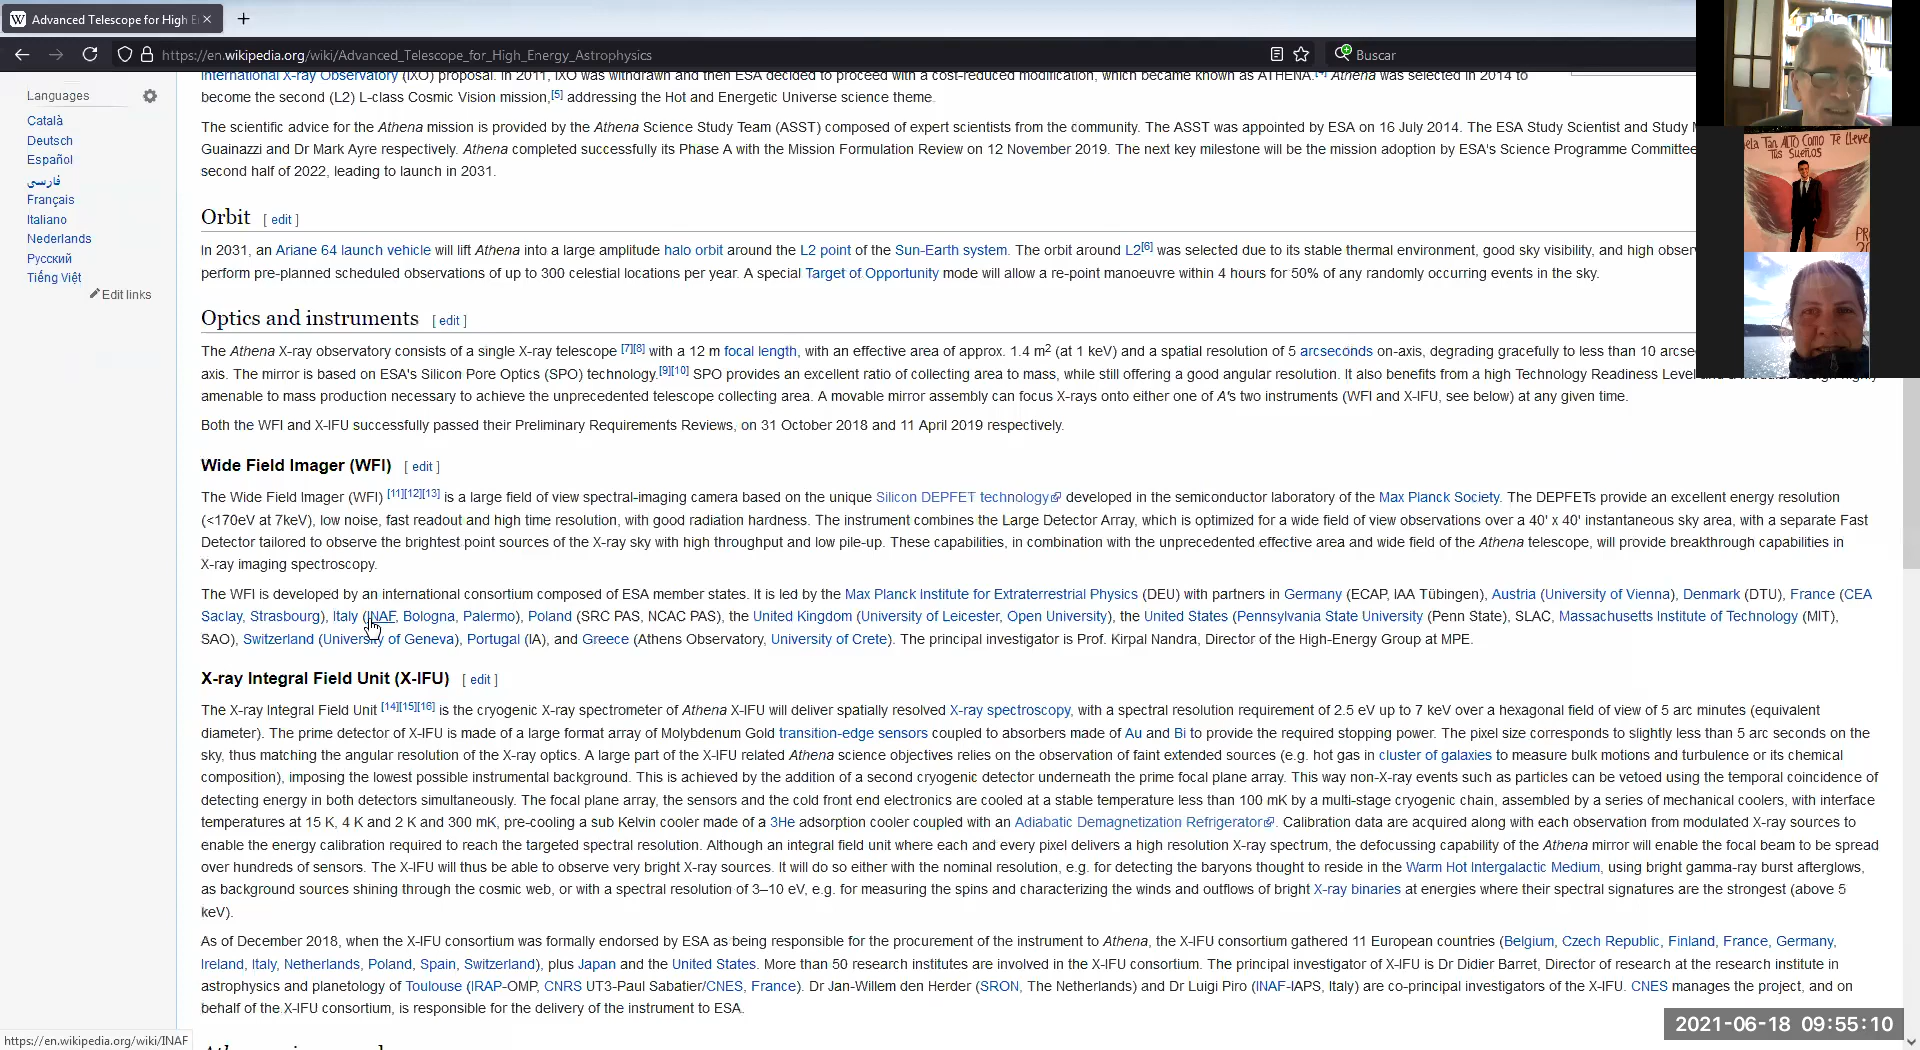 Advanced Telescope for High E
https://en.wikipedia.org/wiki/Advanced_Telescope_for_High_Energy_Astrophysics
Buscar
Languages
Català
Deutsch
Español
فارسی
Français
Italiano
Nederlands
Русский
Tiếng Việt
Edit links
International X-ray Observatory (IXO) proposal. In 2011, IXO was withdrawn and then ESA decided to proceed with a cost-reduced modification, which became known as ATHENA.[4] Athena was selected in 2014 to
become the second (L2) L-class Cosmic Vision mission,[5] addressing the Hot and Energetic Universe science theme.
The scientific advice for the Athena mission is provided by the Athena Science Study Team (ASST) composed of expert scientists from the community. The ASST was appointed by ESA on 16 July 2014. The ESA Study Scientist and Study M
Guainazzi and Dr Mark Ayre respectively. Athena completed successfully its Phase A with the Mission Formulation Review on 12 November 2019. The next key milestone will be the mission adoption by ESA's Science Programme Committee
second half of 2022, leading to launch in 2031.
Orbit [ edit ]
In 2031, an Ariane 64 launch vehicle will lift Athena into a large amplitude halo orbit around the L2 point of the Sun-Earth system. The orbit around L2[6] was selected due to its stable thermal environment, good sky visibility, and high obser
perform pre-planned scheduled observations of up to 300 celestial locations per year. A special Target of Opportunity mode will allow a re-point manoeuvre within 4 hours for 50% of any randomly occurring events in the sky.
Optics and instruments [ edit ]
The Athena X-ray observatory consists of a single X-ray telescope [7][8] with a 12 m focal length, with an effective area of approx. 1.4 m2 (at 1 keV) and a spatial resolution of 5 arcseconds on-axis, degrading gracefully to less than 10 arcse
axis. The mirror is based on ESA's Silicon Pore Optics (SPO) technology.[9][10] SPO provides an excellent ratio of collecting area to mass, while still offering a good angular resolution. It also benefits from a high Technology Readiness Level
amenable to mass production necessary to achieve the unprecedented telescope collecting area. A movable mirror assembly can focus X-rays onto either one of A's two instruments (WFI and X-IFU, see below) at any given time.
Both the WFI and X-IFU successfully passed their Preliminary Requirements Reviews, on 31 October 2018 and 11 April 2019 respectively.
Wide Field Imager (WFI) [ edit ]
The Wide Field Imager (WFI) [11][12][13] is a large field of view spectral-imaging camera based on the unique Silicon DEPFET technology developed in the semiconductor laboratory of the Max Planck Society. The DEPFETs provide an excellent energy resolution
(<170eV at 7keV), low noise, fast readout and high time resolution, with good radiation hardness. The instrument combines the Large Detector Array, which is optimized for a wide field of view observations over a 40' x 40' instantaneous sky area, with a separate Fast
Detector tailored to observe the brightest point sources of the X-ray sky with high throughput and low pile-up. These capabilities, in combination with the unprecedented effective area and wide field of the Athena telescope, will provide breakthrough capabilities in
X-ray imaging spectroscopy.
The WFI is developed by an international consortium composed of ESA member states. It is led by the Max Planck Institute for Extraterrestrial Physics (DEU) with partners in Germany (ECAP, IAA Tübingen), Austria (University of Vienna), Denmark (DTU), France (CEA
Saclay, Strasbourg), Italy (INAF, Bologna, Palermo), Poland (SRC PAS, NCAC PAS), the United Kingdom (University of Leicester, Open University), the United States (Pennsylvania State University (Penn State), SLAC, Massachusetts Institute of Technology (MIT),
SAO), Switzerland (University of Geneva), Portugal (IA), and Greece (Athens Observatory, University of Crete). The principal investigator is Prof. Kirpal Nandra, Director of the High-Energy Group at MPE.
X-ray Integral Field Unit (X-IFU) [ edit ]
The X-ray Integral Field Unit [14][15][16] is the cryogenic X-ray spectrometer of Athena X-IFU will deliver spatially resolved X-ray spectroscopy, with a spectral resolution requirement of 2.5 eV up to 7 keV over a hexagonal field of view of 5 arc minutes (equivalent
diameter). The prime detector of X-IFU is made of a large format array of Molybdenum Gold transition-edge sensors coupled to absorbers made of Au and Bi to provide the required stopping power. The pixel size corresponds to slightly less than 5 arc seconds on the
sky, thus matching the angular resolution of the X-ray optics. A large part of the X-IFU related Athena science objectives relies on the observation of faint extended sources (e.g. hot gas in cluster of galaxies to measure bulk motions and turbulence or its chemical
composition), imposing the lowest possible instrumental background. This is achieved by the addition of a second cryogenic detector underneath the prime focal plane array. This way non-X-ray events such as particles can be vetoed using the temporal coincidence of
detecting energy in both detectors simultaneously. The focal plane array, the sensors and the cold front end electronics are cooled at a stable temperature less than 100 mK by a multi-stage cryogenic chain, assembled by a series of mechanical coolers, with interface
temperatures at 15 K, 4 K and 2 K and 300 mK, pre-cooling a sub Kelvin cooler made of a 3He adsorption cooler coupled with an Adiabatic Demagnetization Refrigerator. Calibration data are acquired along with each observation from modulated X-ray sources to
enable the energy calibration required to reach the targeted spectral resolution. Although an integral field unit where each and every pixel delivers a high resolution X-ray spectrum, the defocussing capability of the Athena mirror will enable the focal beam to be spread
over hundreds of sensors. The X-IFU will thus be able to observe very bright X-ray sources. It will do so either with the nominal resolution, e.g. for detecting the baryons thought to reside in the Warm Hot Intergalactic Medium, using bright gamma-ray burst afterglows,
as background sources shining through the cosmic web, or with a spectral resolution of 3–10 eV, e.g. for measuring the spins and characterizing the winds and outflows of bright X-ray binaries at energies where their spectral signatures are the strongest (above 5
keV).
As of December 2018, when the X-IFU consortium was formally endorsed by ESA as being responsible for the procurement of the instrument to Athena, the X-IFU consortium gathered 11 European countries (Belgium, Czech Republic, Finland, France, Germany,
Ireland, Italy, Netherlands, Poland, Spain, Switzerland), plus Japan and the United States. More than 50 research institutes are involved in the X-IFU consortium. The principal investigator of X-IFU is Dr Didier Barret, Director of research at the research institute in
astrophysics and planetology of Toulouse (IRAP-OMP, CNRS UT3-Paul Sabatier/CNES, France). Dr Jan-Willem den Herder (SRON, The Netherlands) and Dr Luigi Piro (INAF-IAPS, Italy) are co-principal investigators of the X-IFU. CNES manages the project, and on
behalf of the X-IFU consortium, is responsible for the delivery of the instrument to ESA.
ela Tan ALTO Como Te lleve
Tus Sueños
https://en.wikipedia.org/wiki/INAF
2021-06-18 09:55:10